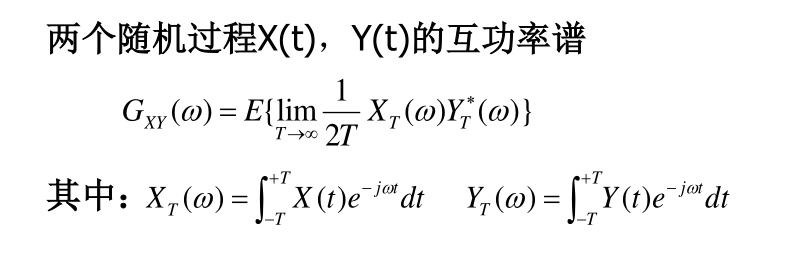 两个随机过程X(t)，Y(t)的互功率谱
G_{XY}(ω) = E{lim_{T→∞} \frac{1}{2T} X_T(ω)Y_T^*(ω)}
其中：X_T(ω) = ∫_{-T}^{+T} X(t)e^{-jωt}dt Y_T(ω) = ∫_{-T}^{+T} Y(t)e^{-jωt}dt